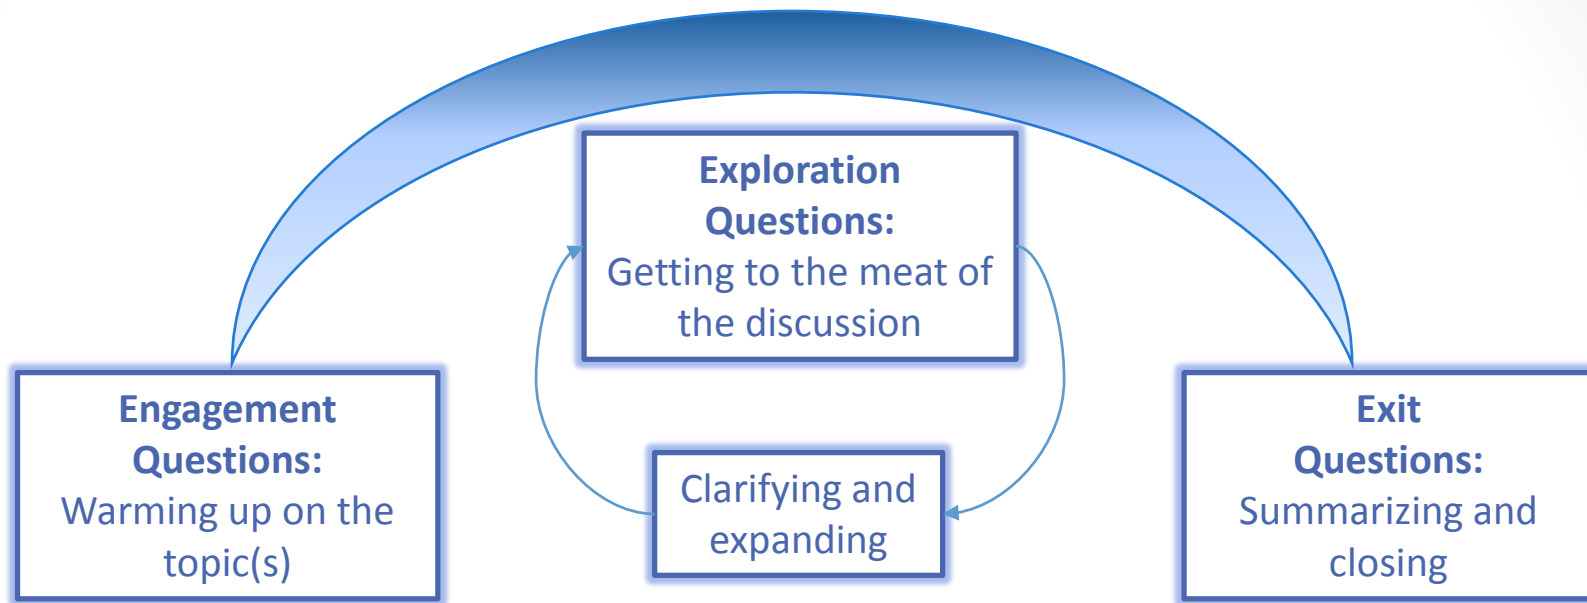 Exploration
Questions:
Getting to the meat of
the discussion
Engagement
Questions:
Warming up on the
topic(s)
Clarifying and
expanding
Exit
Questions:
Summarizing and
closing